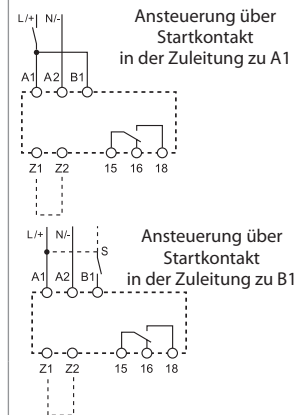 L/+ N/-
Ansteuerung über
Startkontakt
in der Zuleitung zu A1
A1 A2 B1
Z1 Z2 15 16 18
L/+ N/-
Ansteuerung über
Startkontakt
in der Zuleitung zu B1
S
A1 A2 B1
Z1 Z2 15 16 18